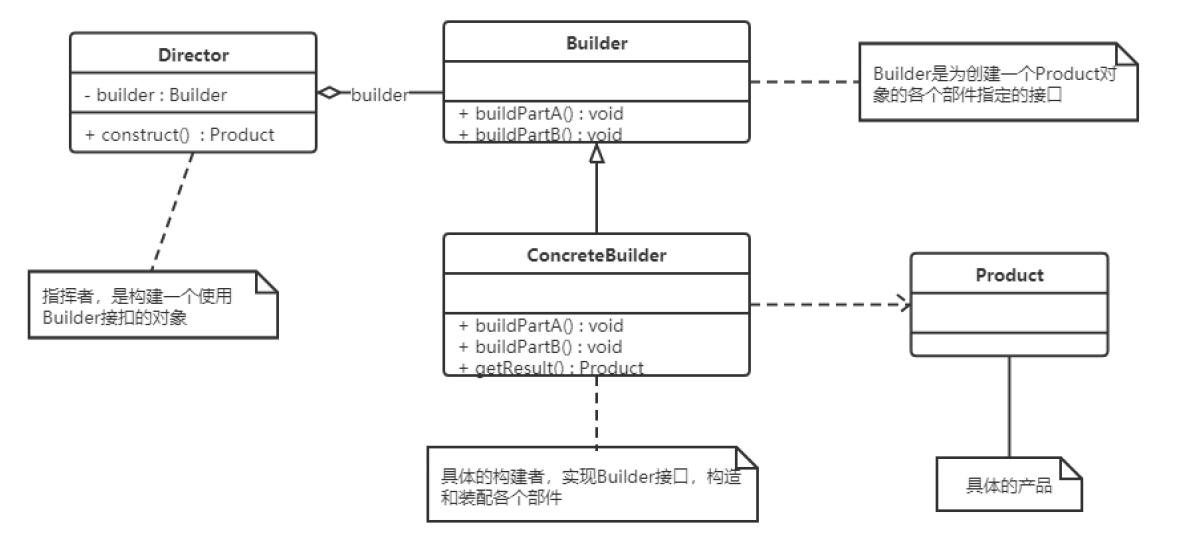 Director
- builder : Builder
+ construct() : Product
builder
Builder
+ buildPartA() : void
+ buildPartB() : void
Builder是为创建一个Product对
象的各个部件指定的接口
指挥者，是构建一个使用
Builder接扣的对象
ConcreteBuilder
+ buildPartA() : void
+ buildPartB() : void
+ getResult() : Product
Product
具体的构建者，实现Builder接口，构造
和装配各个部件
具体的产品